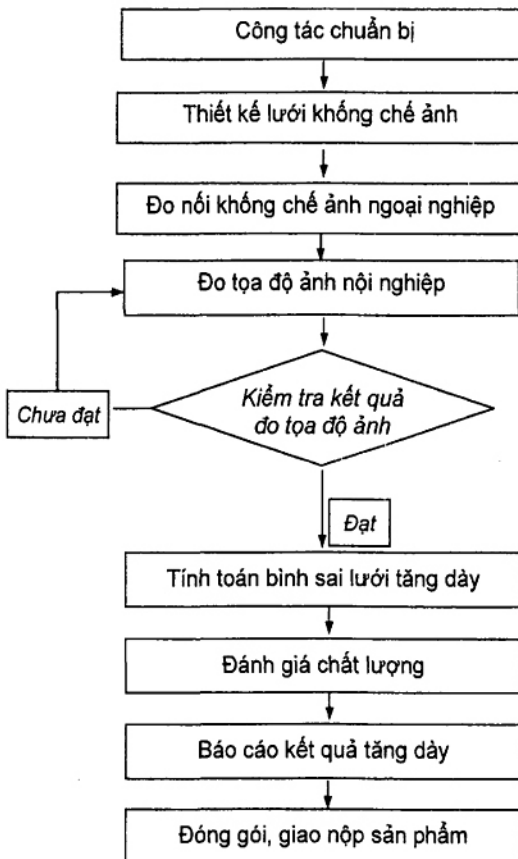 Công tác chuẩn bị
Thiết kế lưới khống chế ảnh
Đo nối khống chế ảnh ngoại nghiệp
Đo tọa độ ảnh nội nghiệp
Chưa đạt
Kiểm tra kết quả
đo tọa độ ảnh
Đạt
Tính toán bình sai lưới tăng dày
Đánh giá chất lượng
Báo cáo kết quả tăng dày
Đóng gói, giao nộp sản phẩm